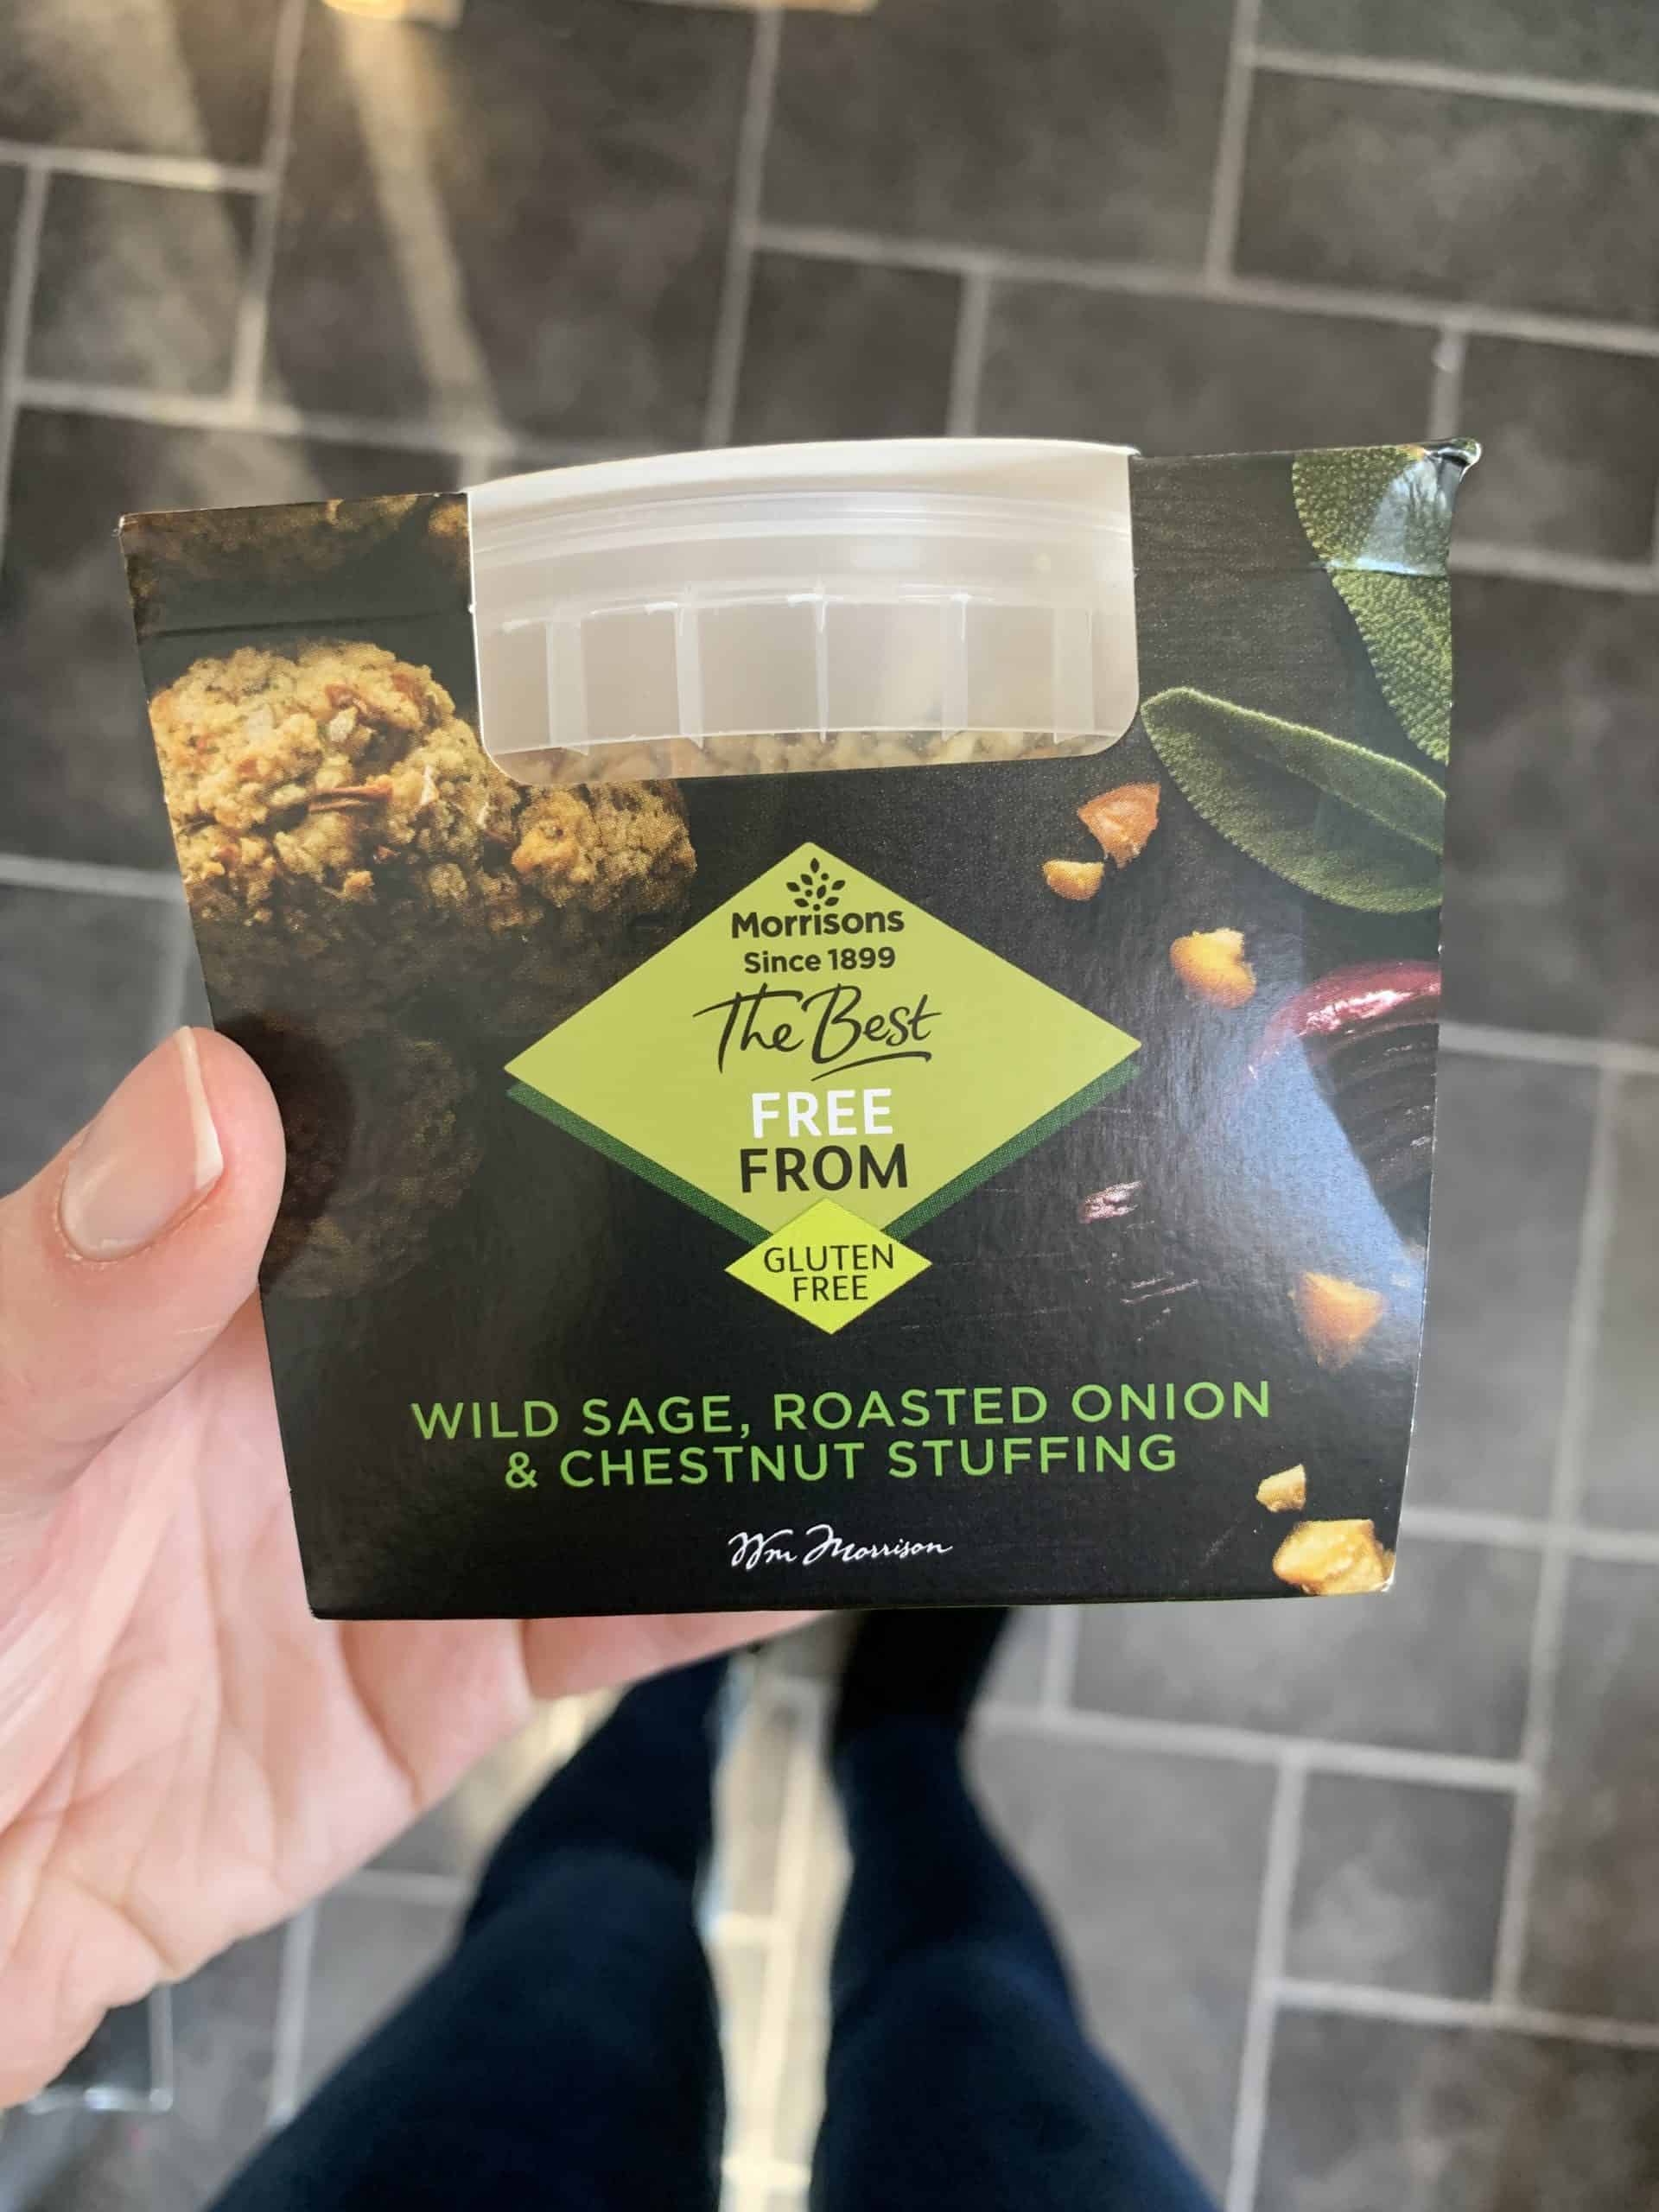 Morrisons
Since 1899
The Best
FREE
FROM
GLUTEN
FREE
WILD SAGE, ROASTED ONION
& CHESTNUT STUFFING
Wm Morrison